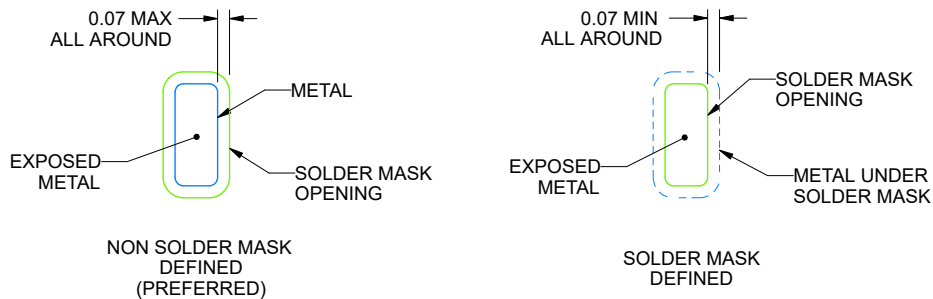 0.07 MAX
ALL AROUND
METAL
EXPOSED
METAL
SOLDER MASK
OPENING
NON SOLDER MASK
DEFINED
(PREFERRED)
0.07 MIN
ALL AROUND
SOLDER MASK
OPENING
EXPOSED
METAL
METAL UNDER
SOLDER MASK
SOLDER MASK
DEFINED